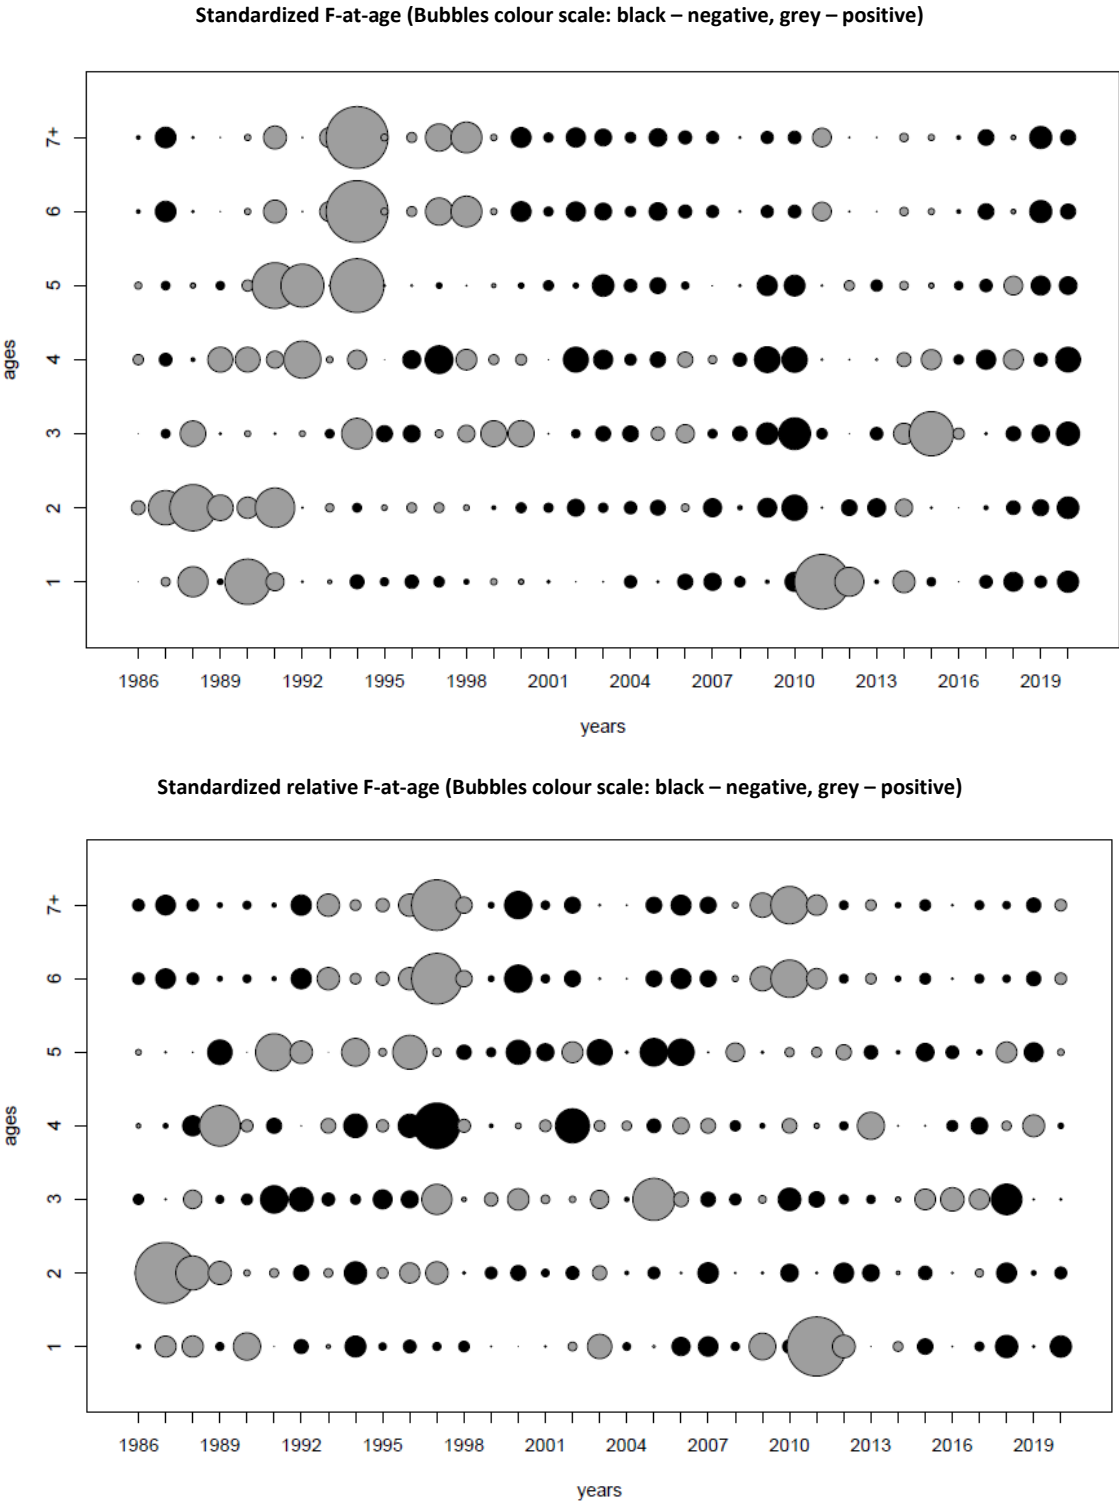 Standardized F-at-age (Bubbles colour scale: black – negative, grey – positive)
7+
6
5
4
3
2
1
ages
1986 1989 1992 1995 1998 2001 2004 2007 2010 2013 2016 2019
years
Standardized relative F-at-age (Bubbles colour scale: black – negative, grey – positive)
7+
6
5
4
3
2
1
ages
1986 1989 1992 1995 1998 2001 2004 2007 2010 2013 2016 2019
years